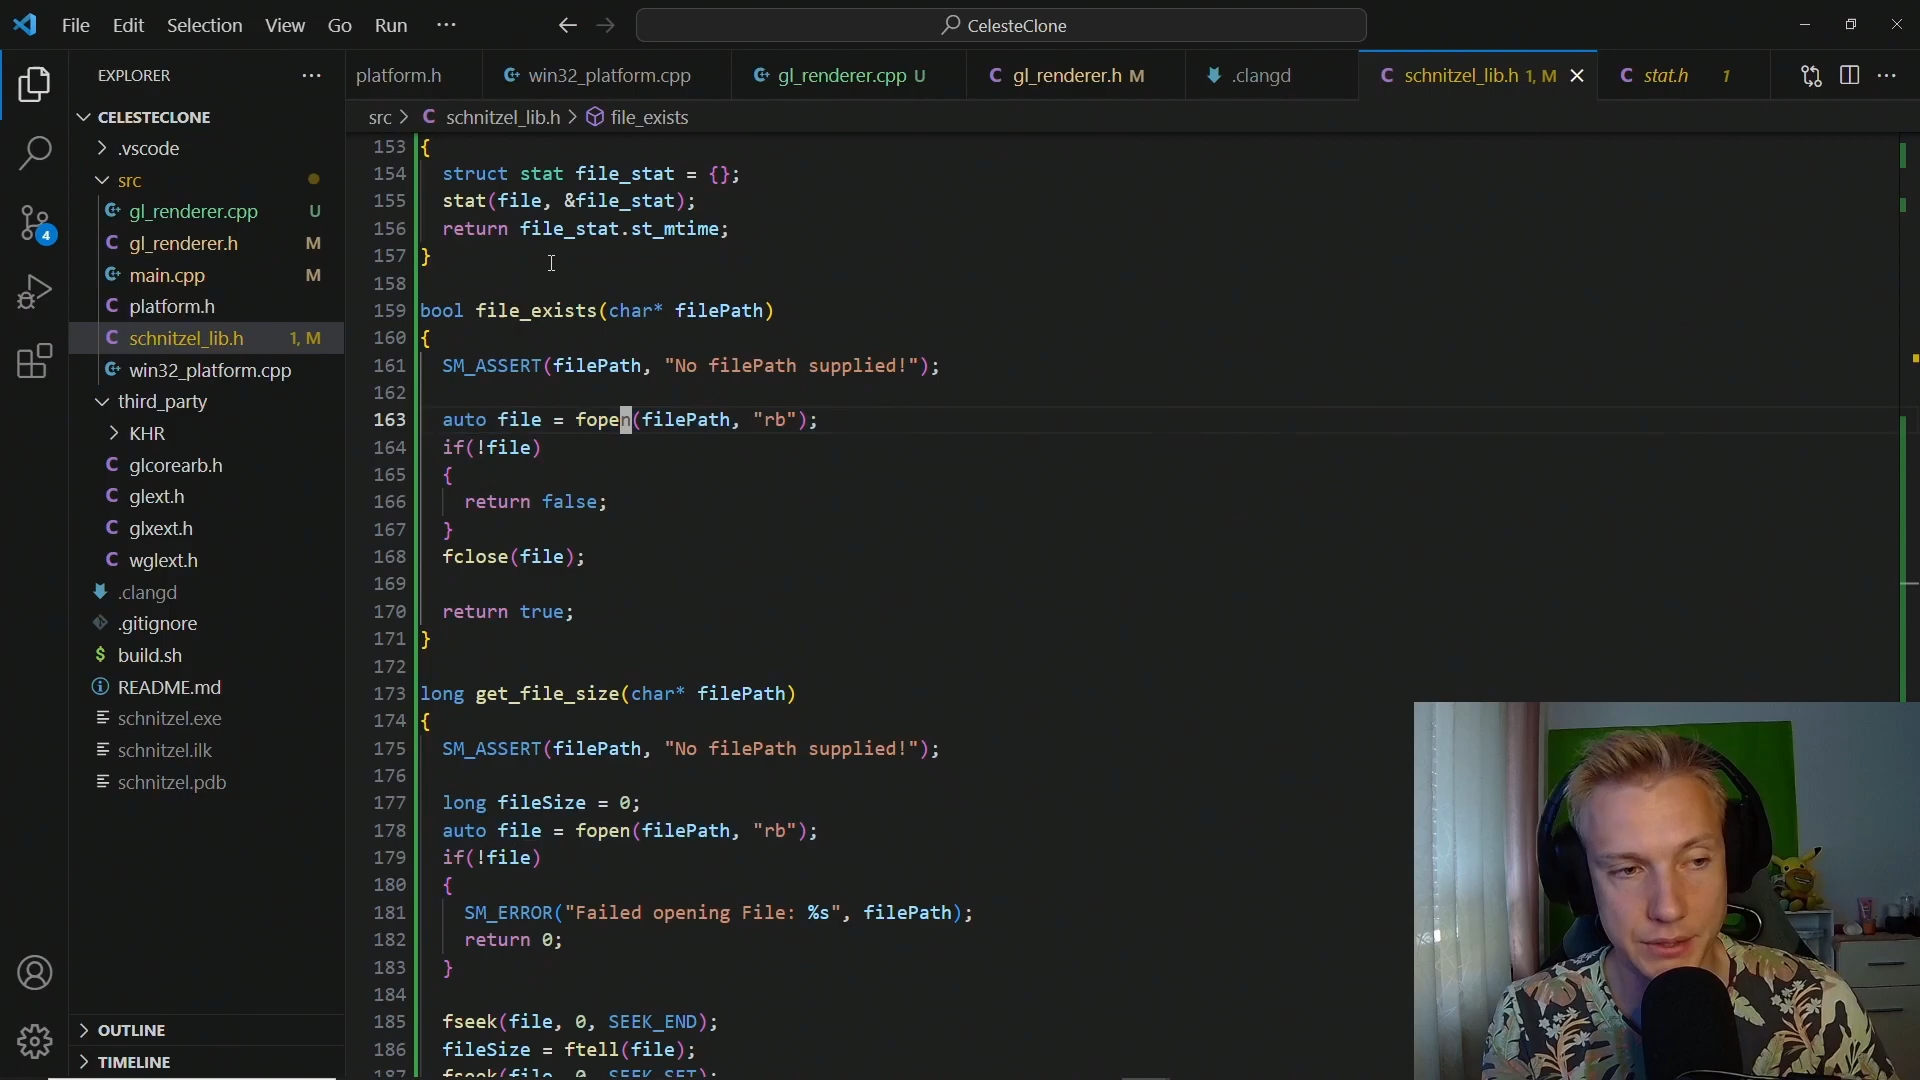 File Edit Selection View Go Run ···
CelesteClone
EXPLORER ···
platform.h
win32_platform.cpp
gl_renderer.cpp U
gl_renderer.h M
.clangd
schnitzel_lib.h 1, M
stat.h 1
CELESTECLONE
.vscode
src
gl_renderer.cpp U
gl_renderer.h M
main.cpp M
platform.h
schnitzel_lib.h 1, M
win32_platform.cpp
third_party
KHR
glcorearb.h
glext.h
glxext.h
wglext.h
.clangd
.gitignore
build.sh
README.md
schnitzel.exe
schnitzel.ilk
schnitzel.pdb
OUTLINE
TIMELINE
4
src > C schnitzel_lib.h > file_exists
153 {
154 struct stat file_stat = {};
155 stat(file, &file_stat);
156 return file_stat.st_mtime;
157 }
158
159 bool file_exists(char* filePath)
160 {
161 SM_ASSERT(filePath, "No filePath supplied!");
162
163 auto file = fopen(filePath, "rb");
164 if(!file)
165 {
166 return false;
167 }
168 fclose(file);
169
170 return true;
171 }
172
173 long get_file_size(char* filePath)
174 {
175 SM_ASSERT(filePath, "No filePath supplied!");
176
177 long fileSize = 0;
178 auto file = fopen(filePath, "rb");
179 if(!file)
180 {
181 SM_ERROR("Failed opening File: %s", filePath);
182 return 0;
183 }
184
185 fseek(file, 0, SEEK_END);
186 fileSize = ftell(file);
187 fseek(file, 0, SEEK_SET);